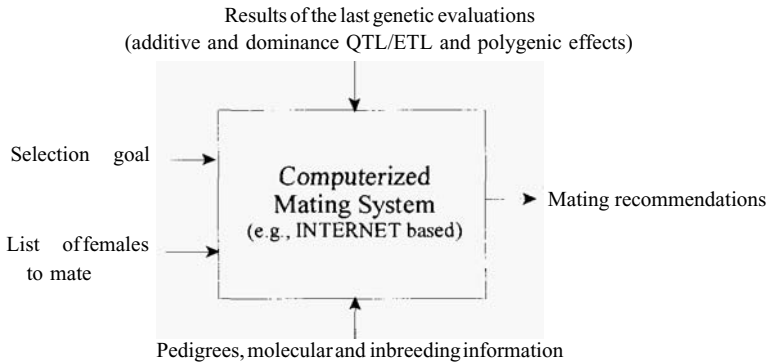 Results of the last genetic evaluations
(additive and dominance QTL/ETL and polygenic effects)
Selection goal
Computerized
Mating System
(e.g., INTERNET based)
Mating recommendations
List of females
to mate
Pedigrees, molecular and inbreeding information